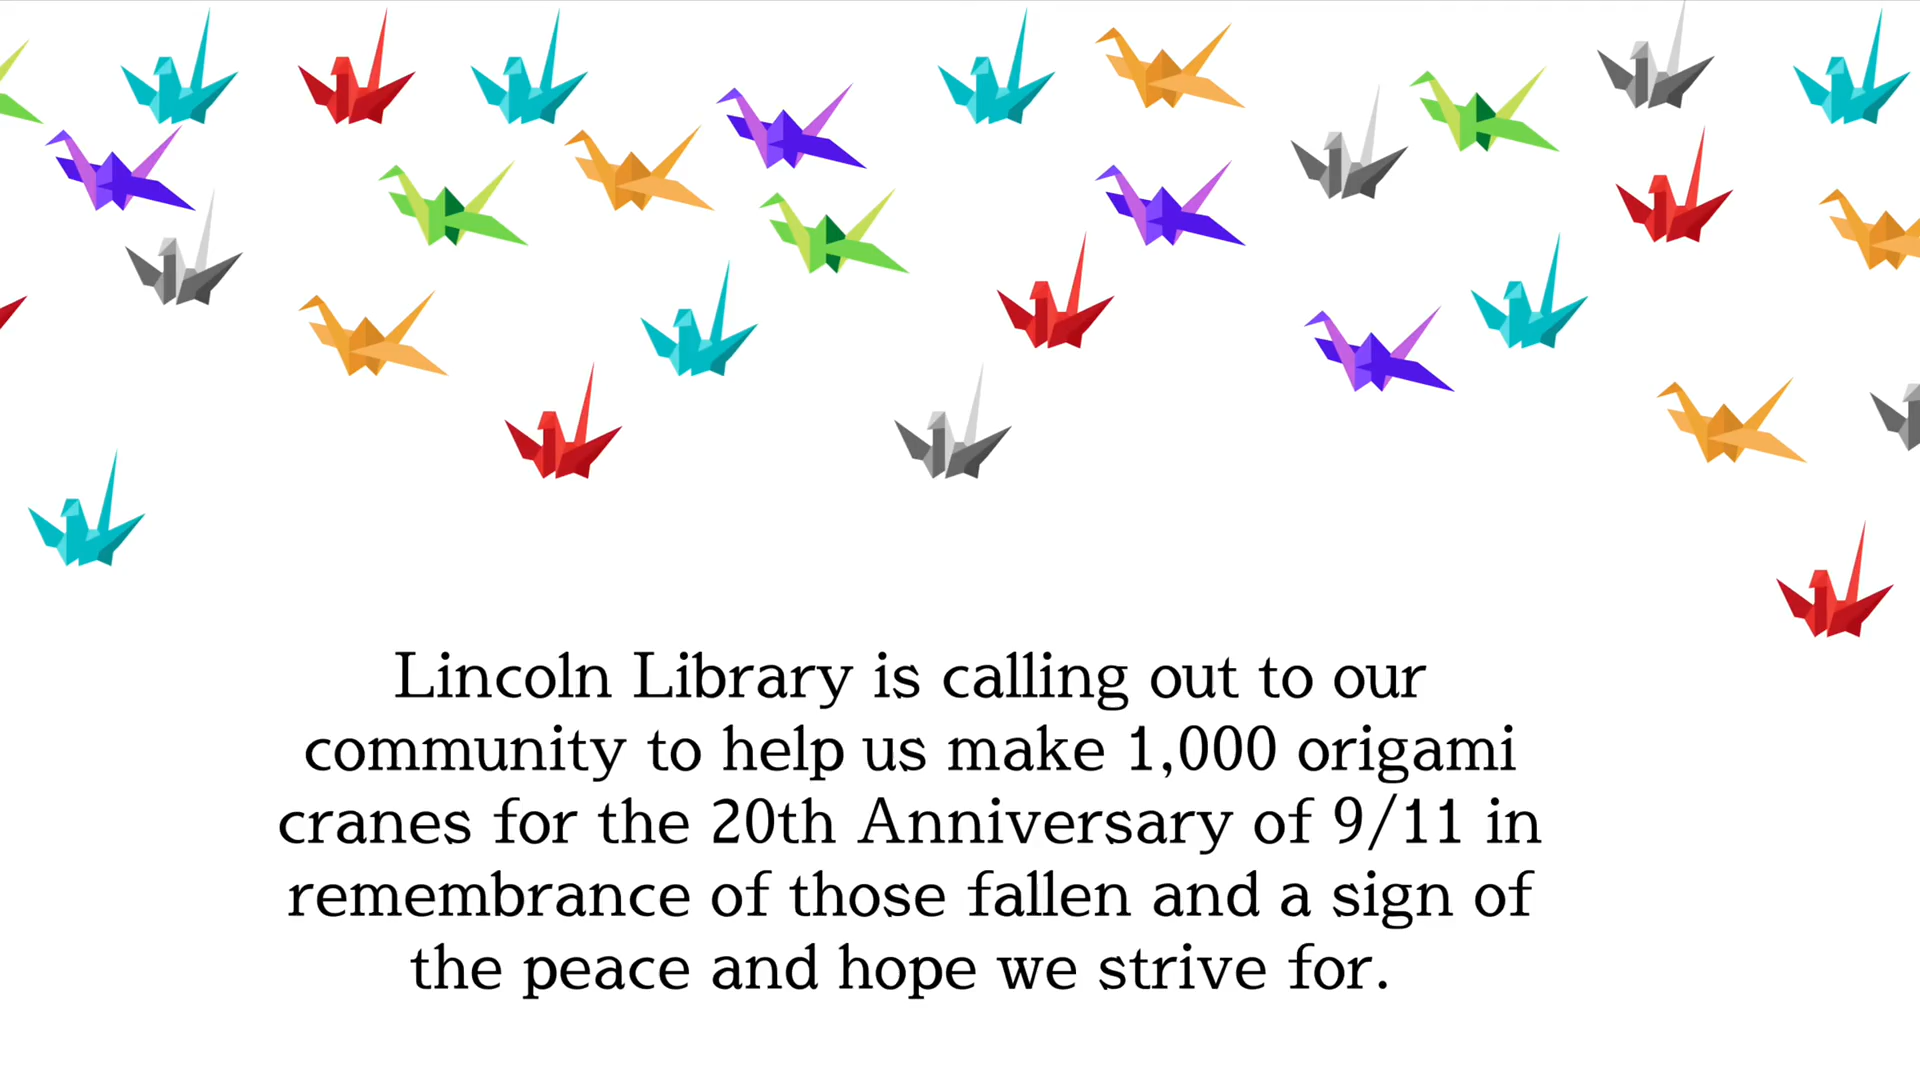 Lincoln Library is calling out to our
community to help us make 1,000 origami
cranes for the 20th Anniversary of 9/11 in
remembrance of those fallen and a sign of
the peace and hope we strive for.